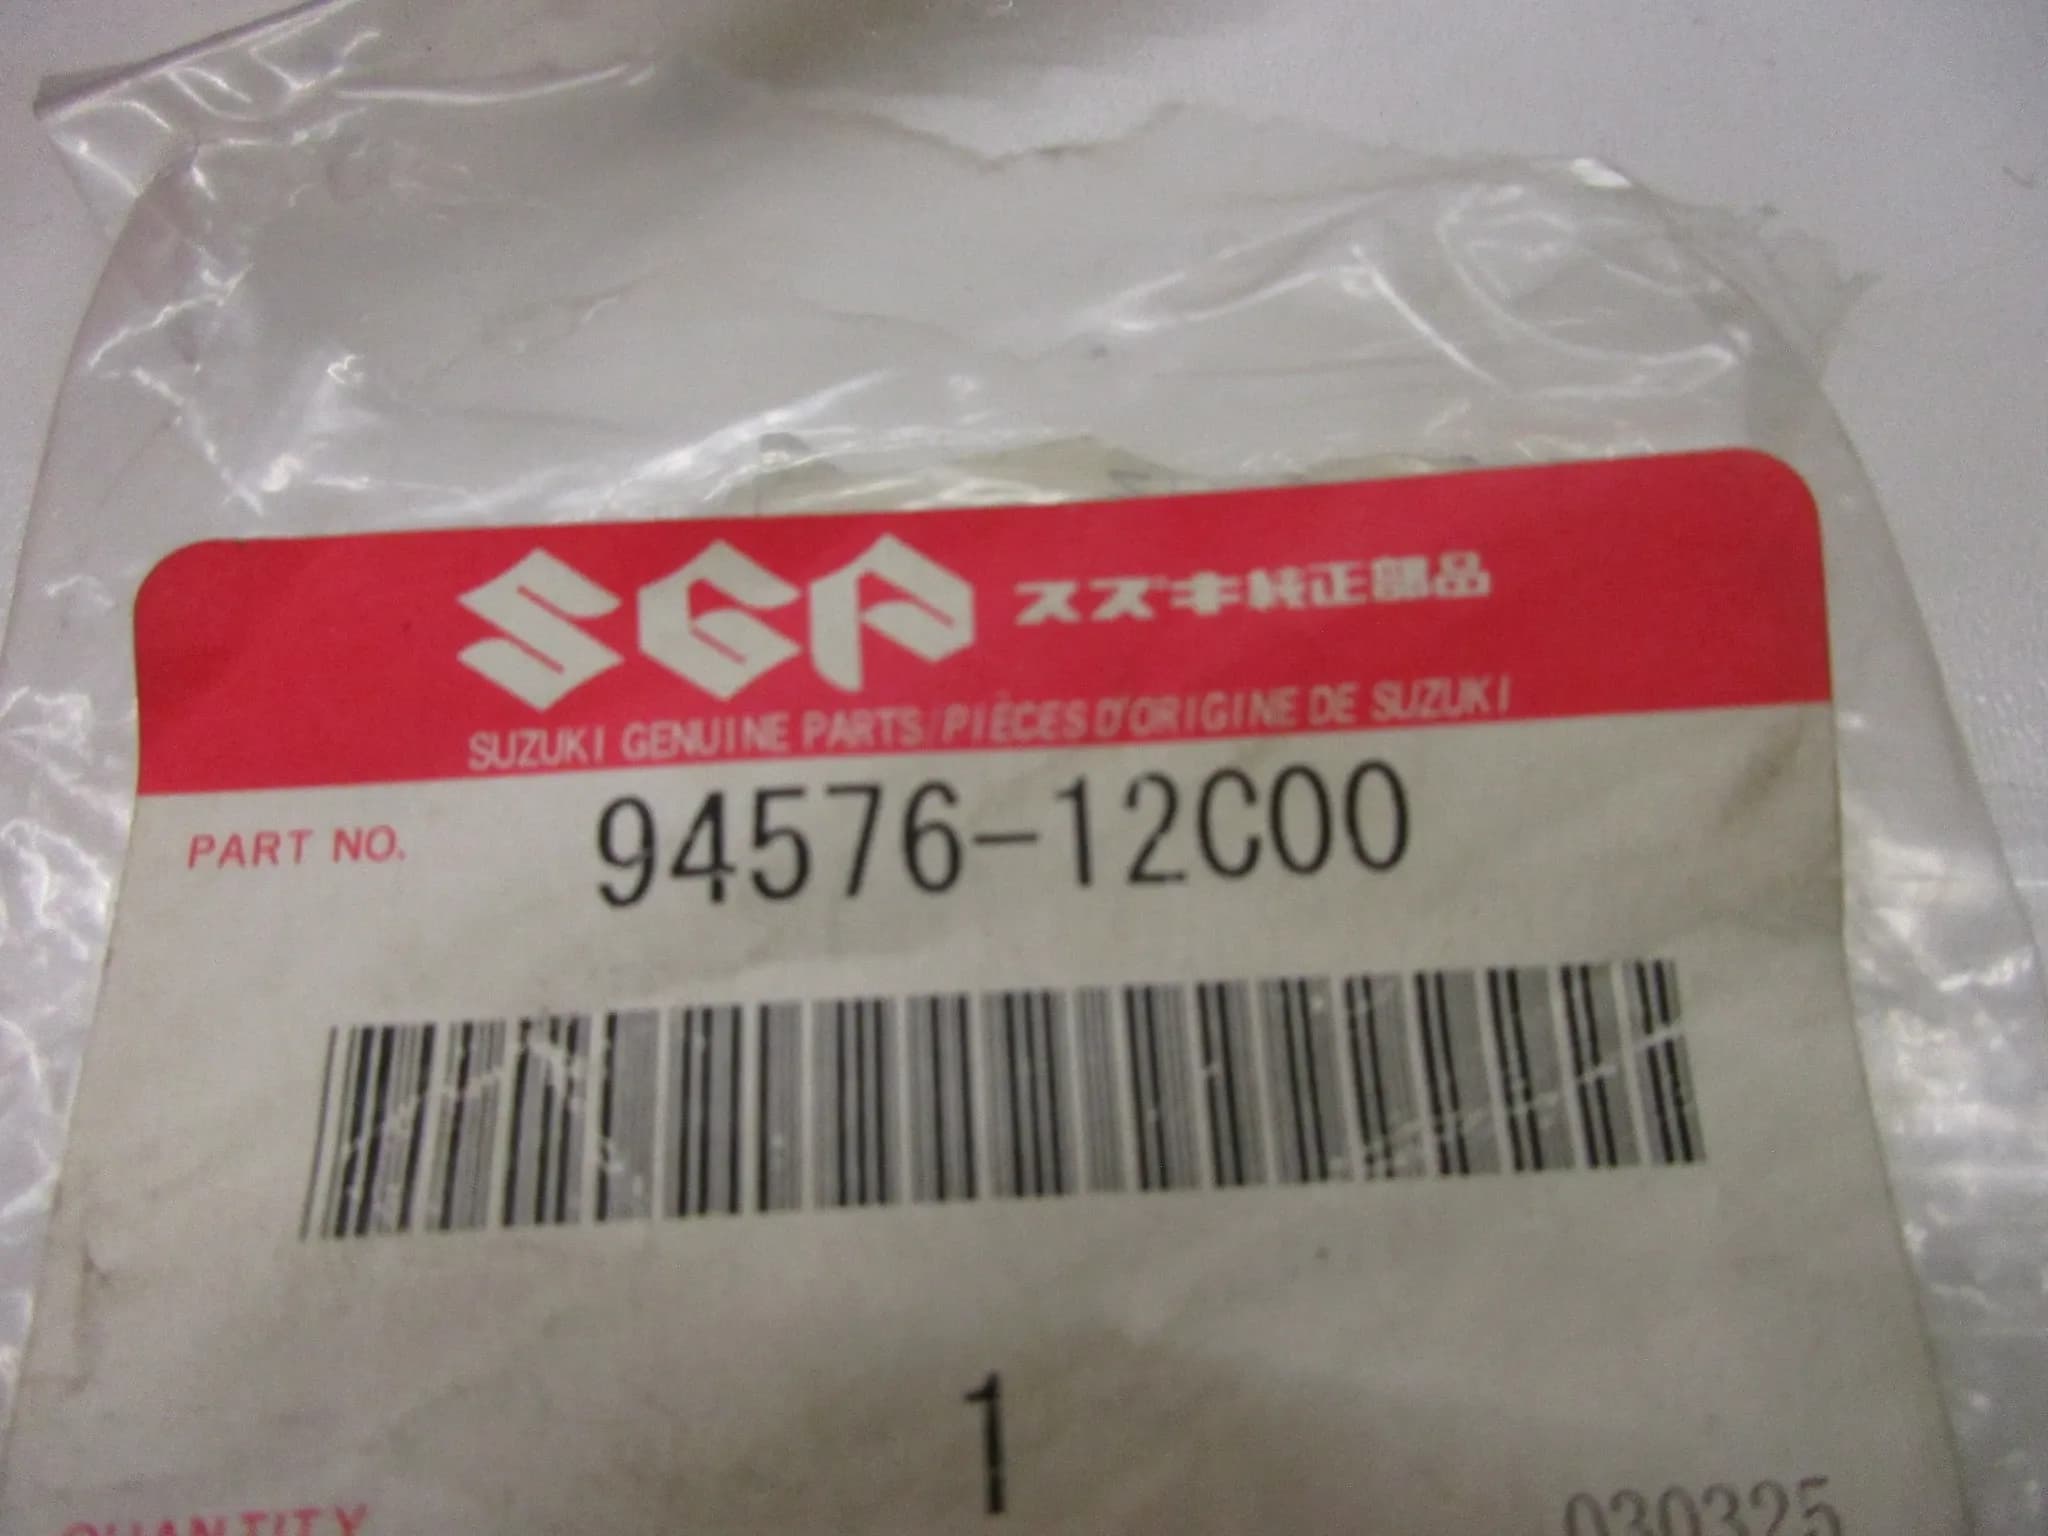 SGP スズキ純正部品
SUZUKI GENUINE PARTS/PIÈCES D'ORIGINE DE SUZUKI
PART NO. 94576-12C00
1
QUANTITY 030325